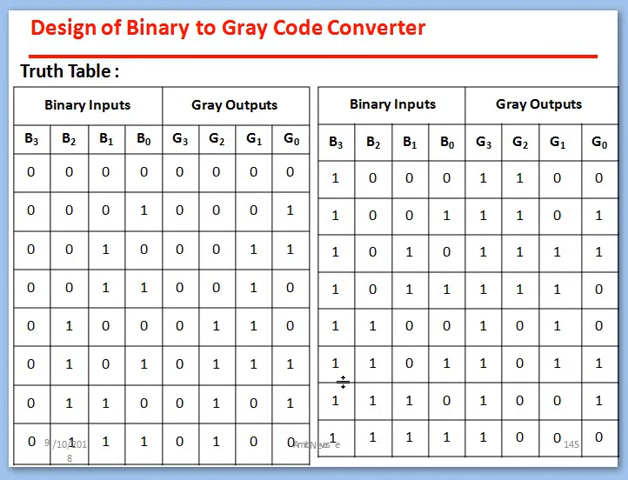 Design of Binary to Gray Code Converter
Truth Table :
Binary Inputs Gray Outputs
B3 B2 B1 B0 G3 G2 G1 G0
0 0 0 0 0 0 0 0
0 0 0 1 0 0 0 1
0 0 1 0 0 0 1 1
0 0 1 1 0 0 1 0
0 1 0 0 0 1 1 0
0 1 0 1 0 1 1 1
0 1 1 0 0 1 0 1
0 1 1 1 0 1 0 0
Binary Inputs Gray Outputs
B3 B2 B1 B0 G3 G2 G1 G0
1 0 0 0 1 1 0 0
1 0 0 1 1 1 0 1
1 0 1 0 1 1 1 1
1 0 1 1 1 1 1 0
1 1 0 0 1 0 1 0
1 1 0 1 1 0 1 1
1 1 1 0 1 0 0 1
1 1 1 1 1 0 0 0
9/10/201
8
145